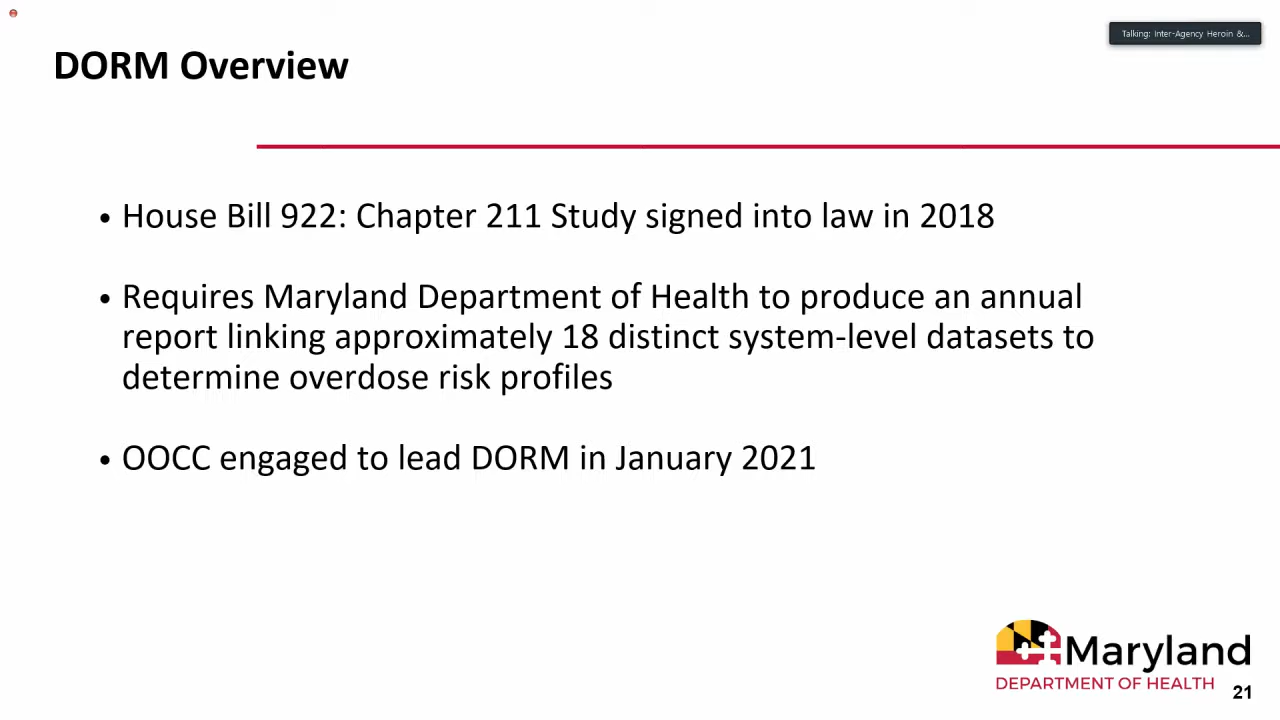 Talking: Inter-Agency Heroin &...
DORM Overview
• House Bill 922: Chapter 211 Study signed into law in 2018
• Requires Maryland Department of Health to produce an annual
report linking approximately 18 distinct system-level datasets to
determine overdose risk profiles
• OOCC engaged to lead DORM in January 2021
Maryland
DEPARTMENT OF HEALTH
21